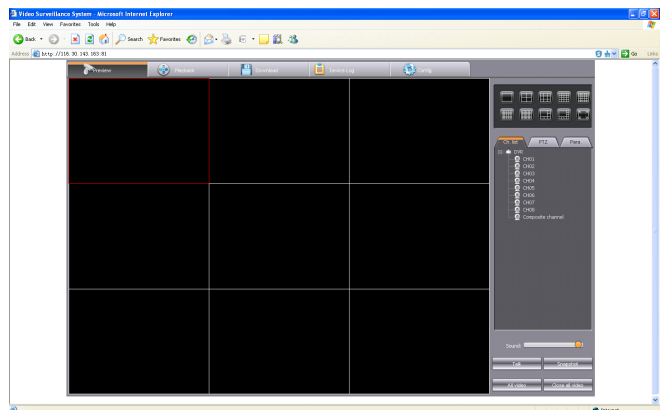 Video Surveillance System - Microsoft Internet Explorer
File Edit View Favorites Tools Help
Back Search Favorites
Address http://116.30.143.163:81 Go Links
Preview Playback Download Device Log Config
Ch. list PTZ Para
DVR
CH01
CH02
CH03
CH04
CH05
CH06
CH07
CH08
Composite channel
Sound:
Talk Snapshot
All video Close all video
Internet